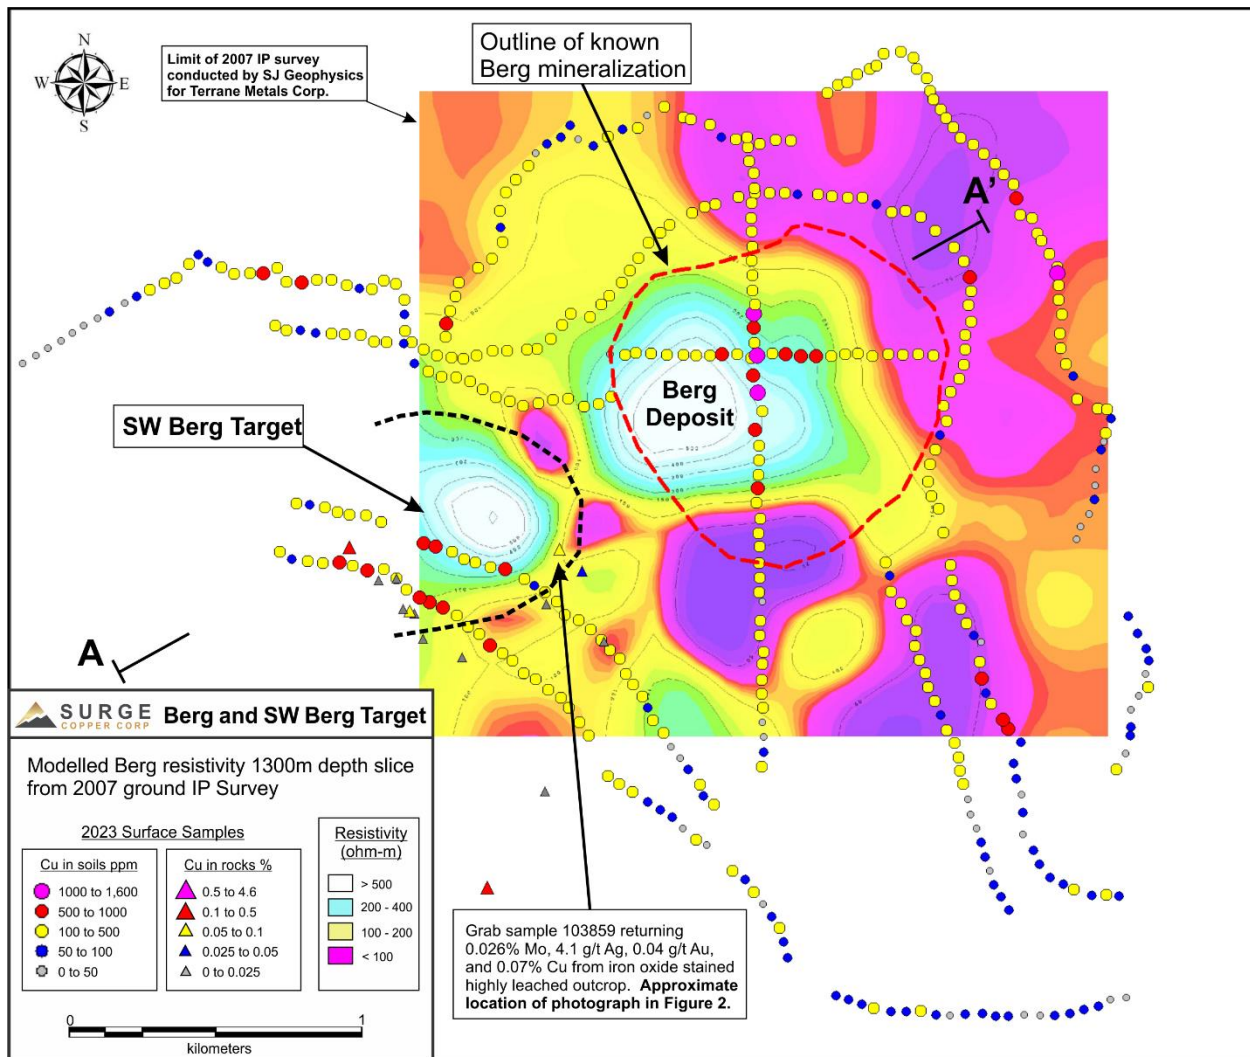 N
W E
S
Limit of 2007 IP survey
conducted by SJ Geophysics
for Terrane Metals Corp.
Outline of known
Berg mineralization
A'
Berg
Deposit
SW Berg Target
A
SURGE
COPPER CORP
Berg and SW Berg Target
Modelled Berg resistivity 1300m depth slice
from 2007 ground IP Survey
2023 Surface Samples
Cu in soils ppm
1000 to 1,600
500 to 1000
100 to 500
50 to 100
0 to 50
Cu in rocks %
0.5 to 4.6
0.1 to 0.5
0.05 to 0.1
0.025 to 0.05
0 to 0.025
Resistivity
(ohm-m)
> 500
200 - 400
100 - 200
< 100
0 1
kilometers
Grab sample 103859 returning
0.026% Mo, 4.1 g/t Ag, 0.04 g/t Au,
and 0.07% Cu from iron oxide stained
highly leached outcrop. Approximate
location of photograph in Figure 2.